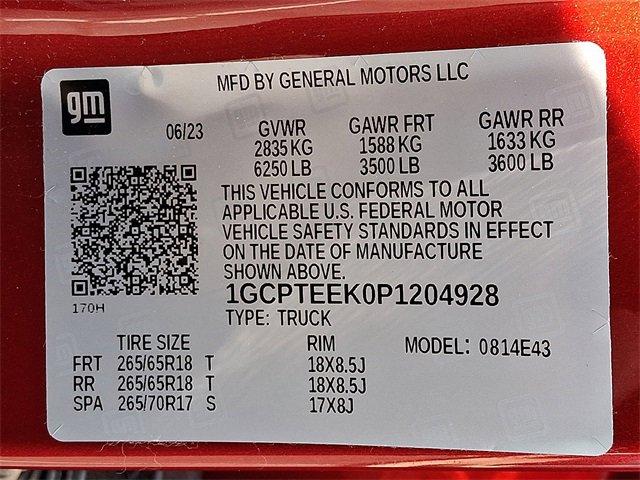 gm
MFD BY GENERAL MOTORS LLC
06/23 GVWR GAWR FRT GAWR RR
2835 KG 1588 KG 1633 KG
6250 LB 3500 LB 3600 LB
THIS VEHICLE CONFORMS TO ALL
APPLICABLE U.S. FEDERAL MOTOR
VEHICLE SAFETY STANDARDS IN EFFECT
ON THE DATE OF MANUFACTURE
SHOWN ABOVE.
170H
1GCPTEEK0P1204928
TYPE: TRUCK
TIRE SIZE RIM MODEL: 0814E43
FRT 265/65R18 T 18X8.5J
RR 265/65R18 T 18X8.5J
SPA 265/70R17 S 17X8J